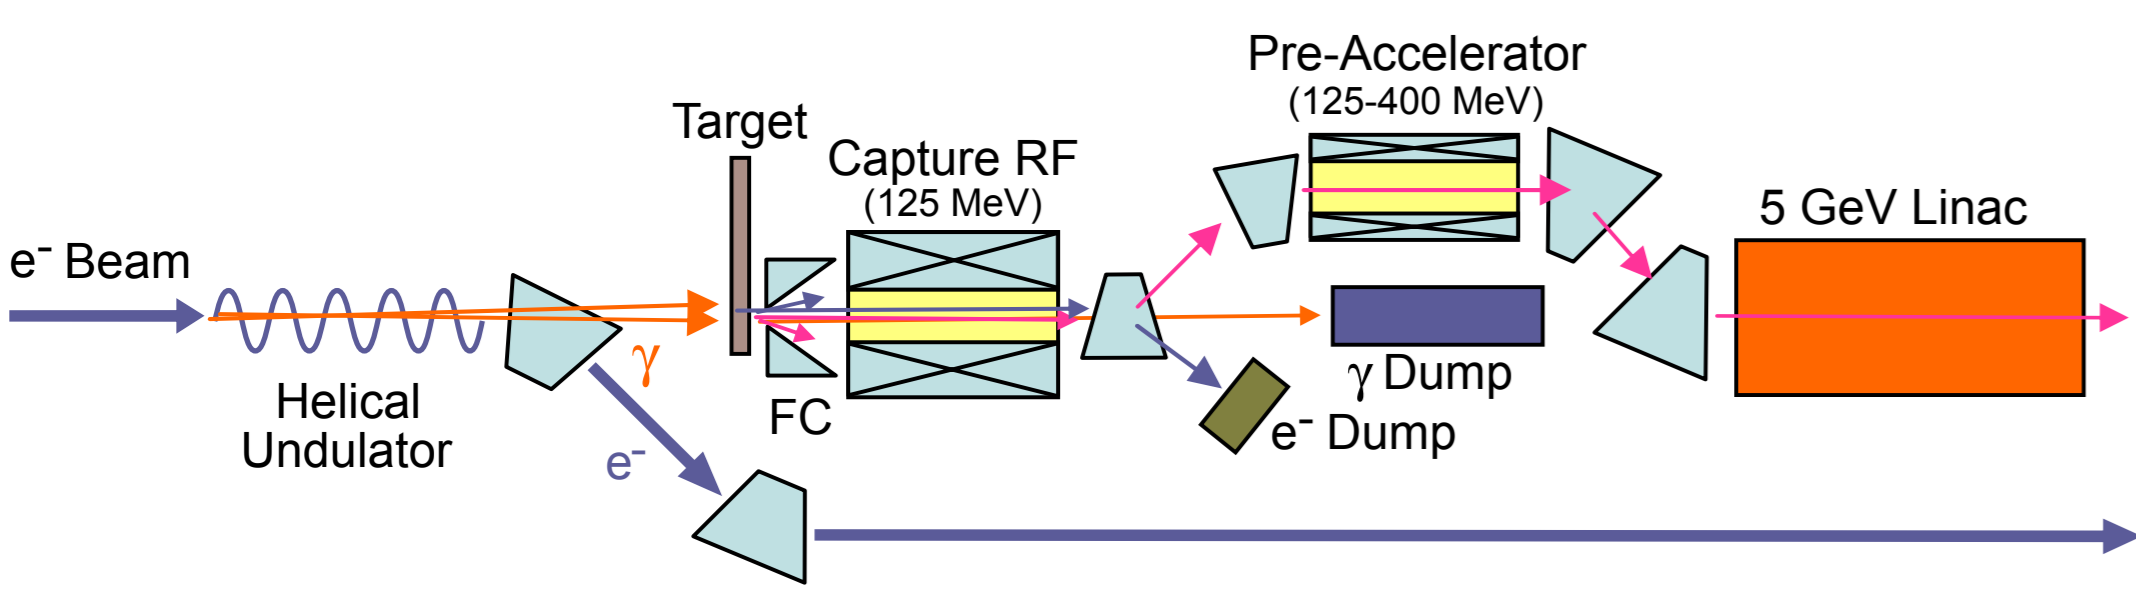 e⁻ Beam
Helical
Undulator
γ
e⁻
Target
FC
Capture RF
(125 MeV)
Pre-Accelerator
(125-400 MeV)
γ Dump
e⁻ Dump
5 GeV Linac